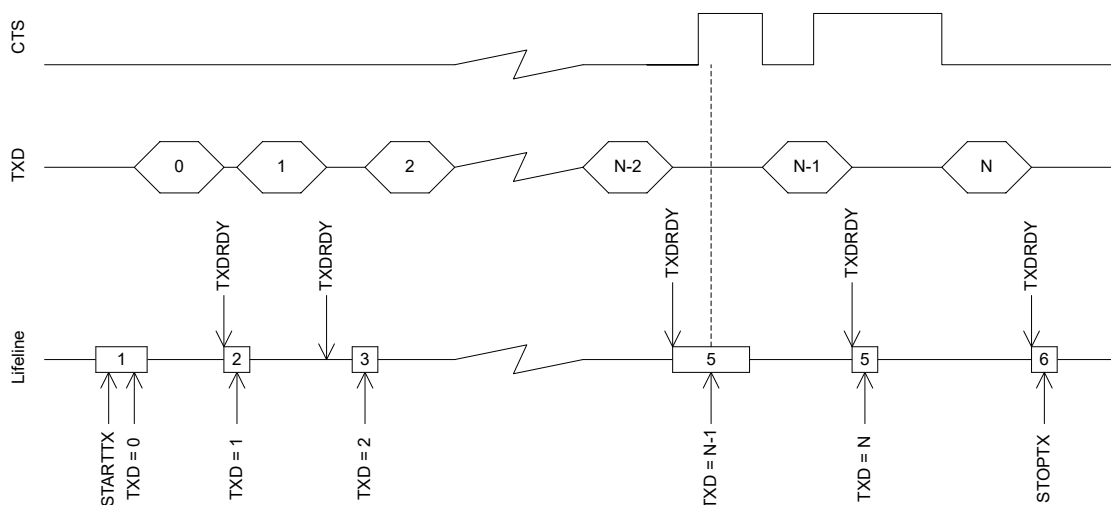 CTS
TXD
0
1
2
N-2
N-1
N
TXDRDY
TXDRDY
TXDRDY
TXDRDY
TXDRDY
Lifeline
1
2
3
5
5
6
STARTTX
TXD = 0
TXD = 1
TXD = 2
TXD = N-1
TXD = N
STOPTX